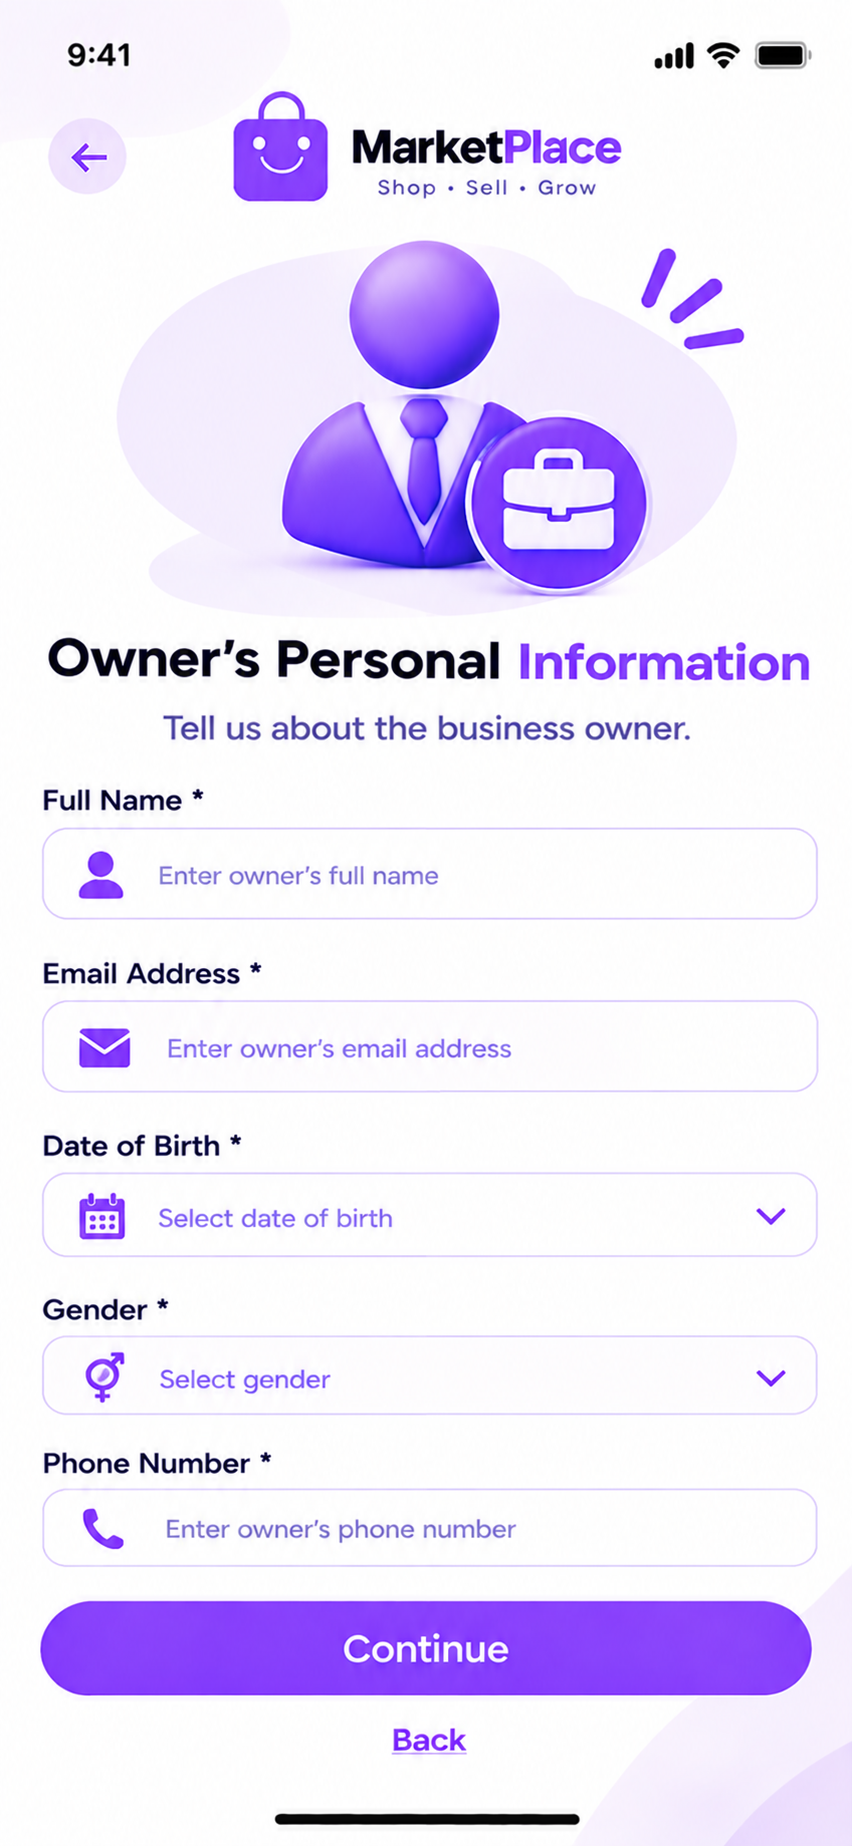 9:41
MarketPlace
Shop • Sell • Grow
Owner’s Personal Information
Tell us about the business owner.
Full Name *
Enter owner’s full name
Email Address *
Enter owner’s email address
Date of Birth *
Select date of birth
Gender *
Select gender
Phone Number *
Enter owner’s phone number
Continue
Back